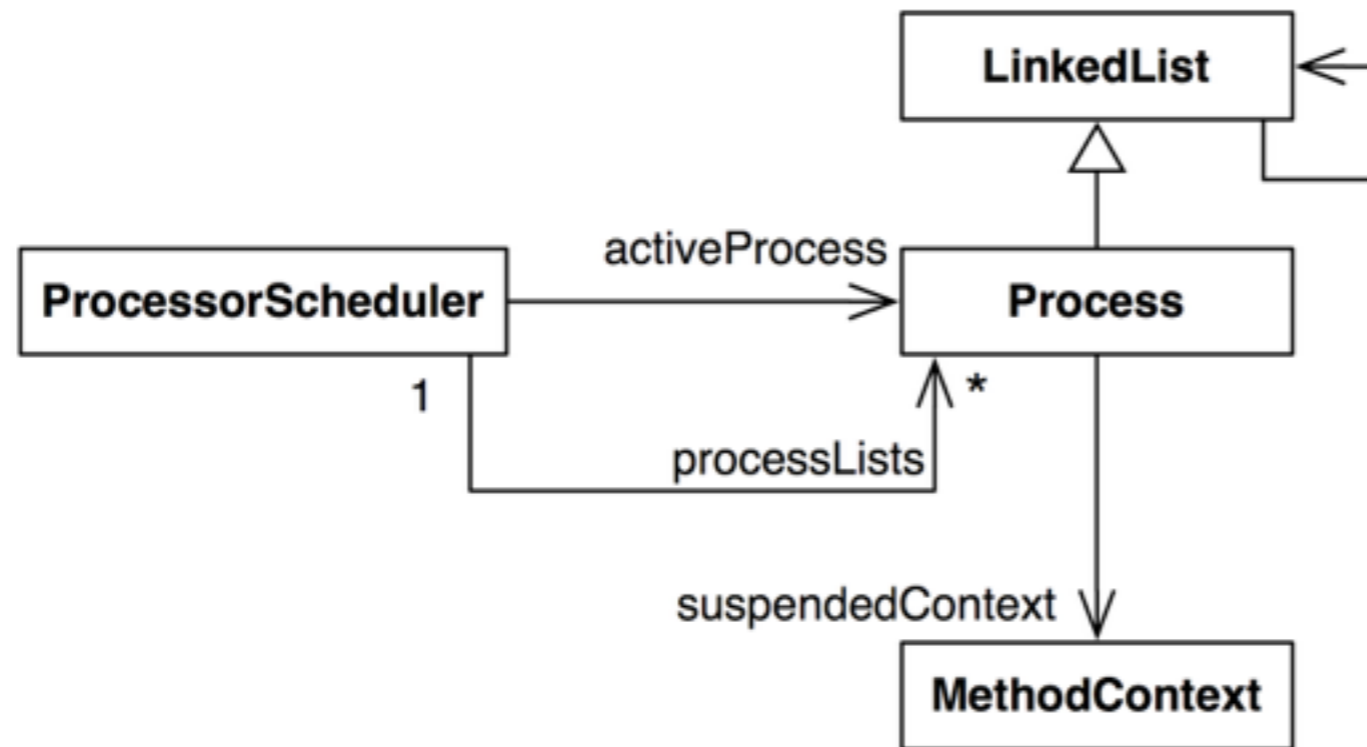 LinkedList
activeProcess
ProcessorScheduler
Process
1
*
processLists
suspendedContext
MethodContext